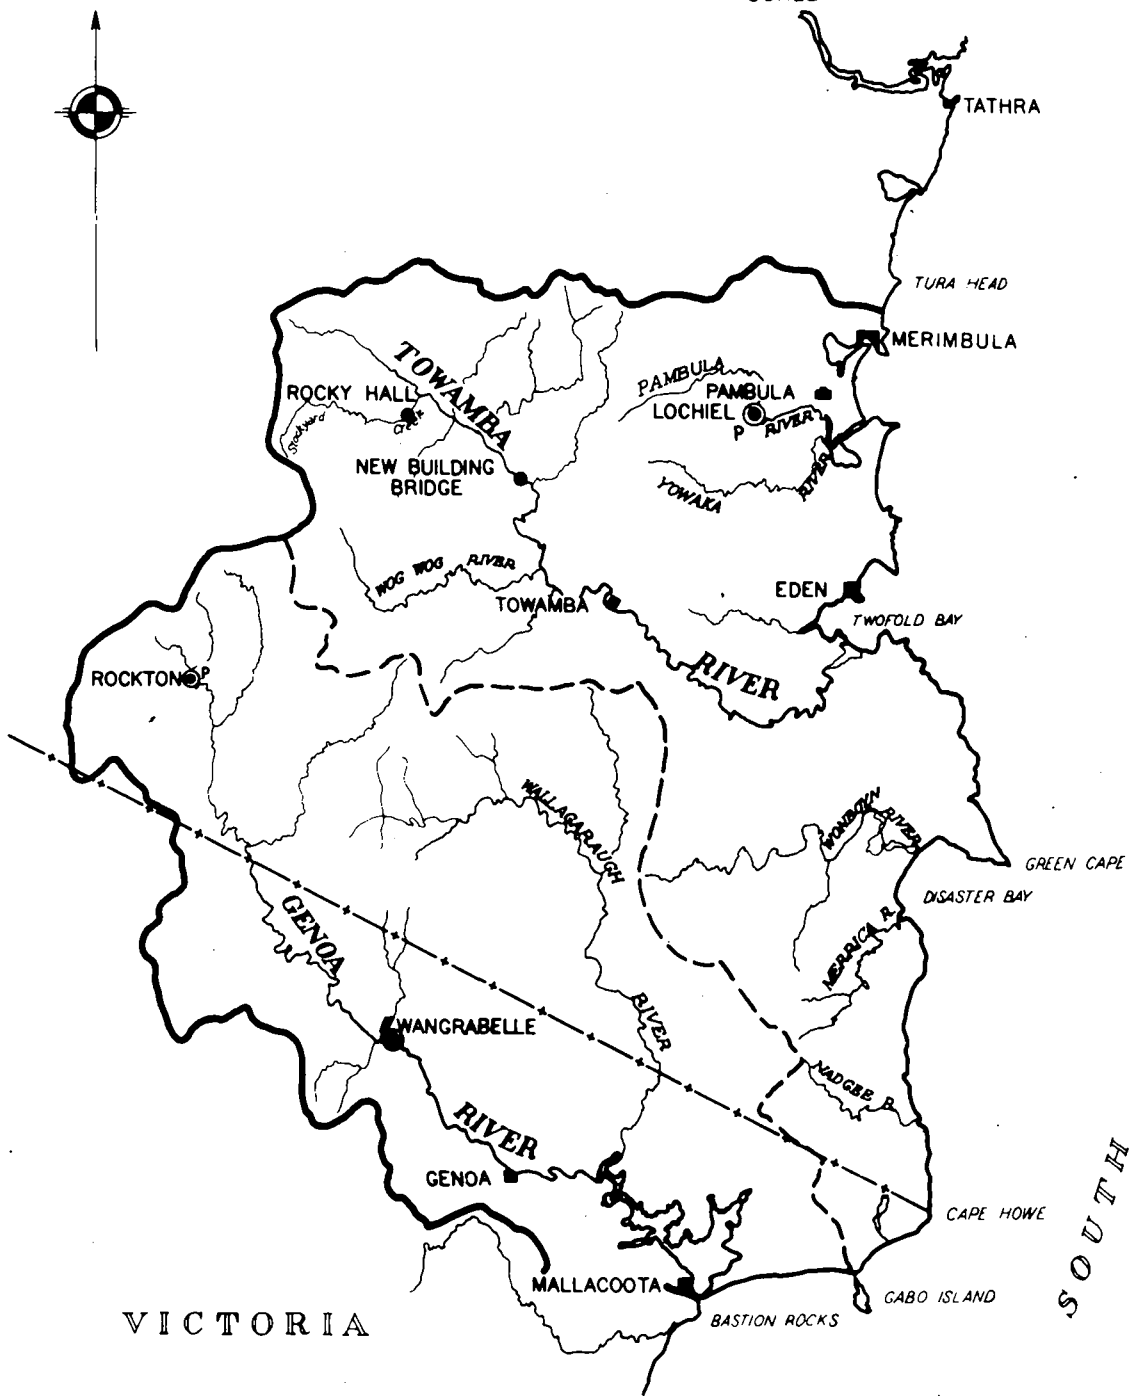 TATHRA
TURA HEAD
MERIMBULA
TOWAMBA
PAMBULA
ROCKY HALL
PAMBULA
LOCHIEL
P
RIVER
Stockyard
Creek
NEW BUILDING
BRIDGE
YOWAKA
RIVER
WOG WOG RIVER
EDEN
TOWAMBA
TWOFOLD BAY
RIVER
ROCKTON
P
WALLAGARAUGH
WONBOYN
RIVER
GREEN CAPE
DISASTER BAY
GENOA
MERRICA R.
RIVER
WANGRABELLE
NADGEE R.
RIVER
GENOA
CAPE HOWE
SOUTH
MALLACOOTA
GABO ISLAND
BASTION ROCKS
VICTORIA